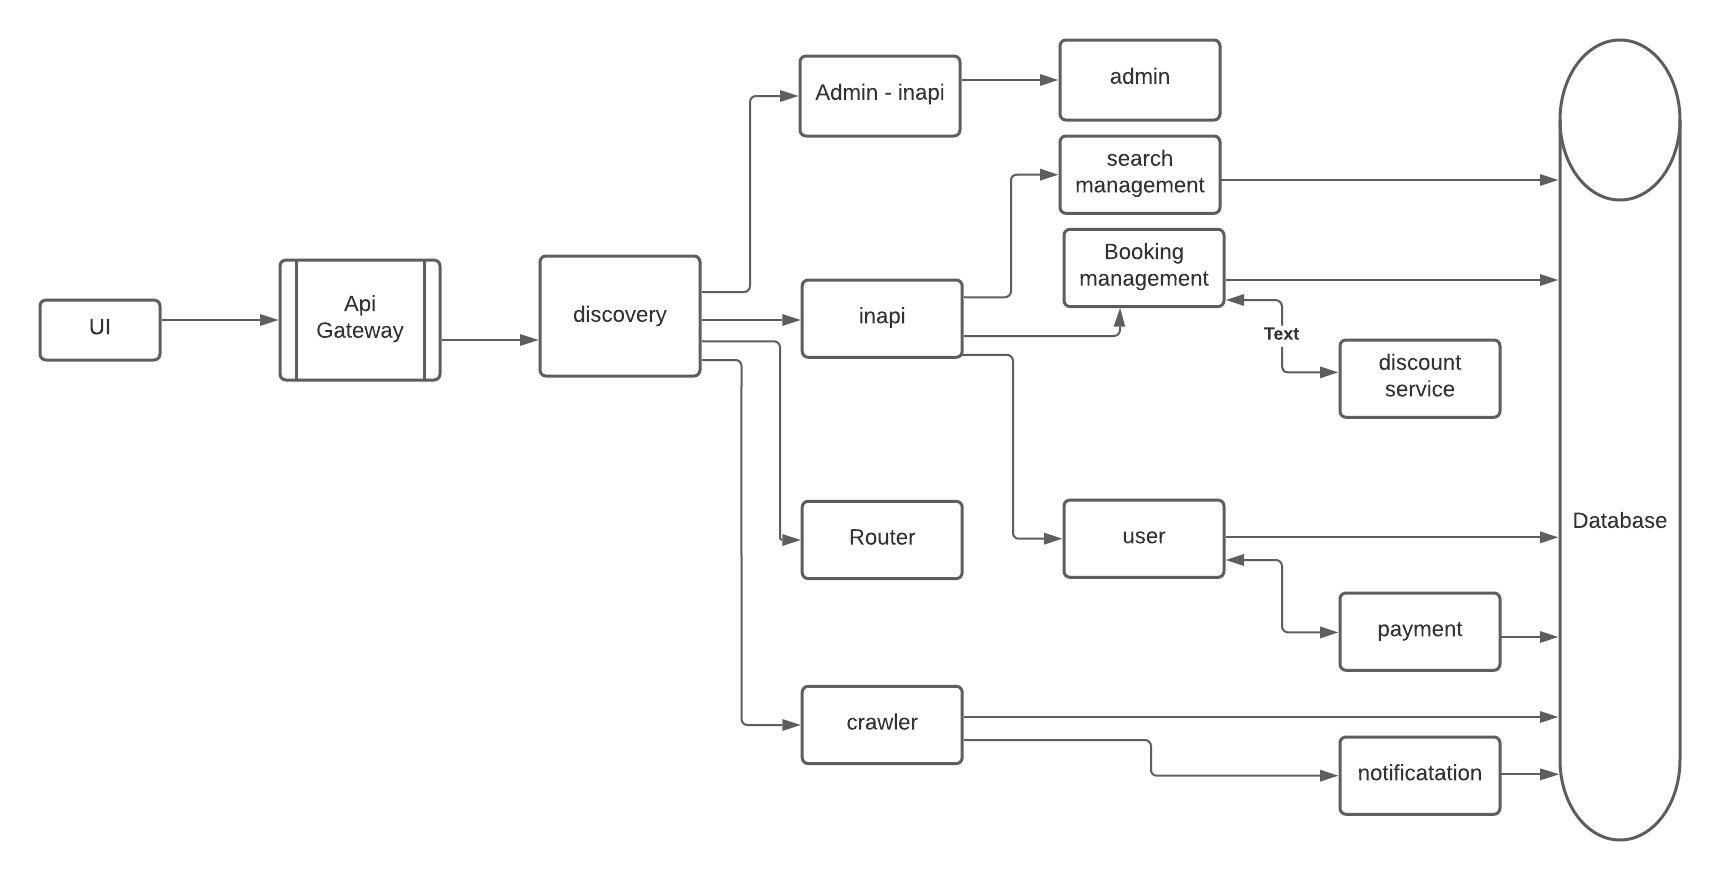 Admin - inapi
admin
search
management
Booking
management
UI
Api
Gateway
discovery
inapi
Text
discount
service
Database
Router
user
payment
crawler
notificatation